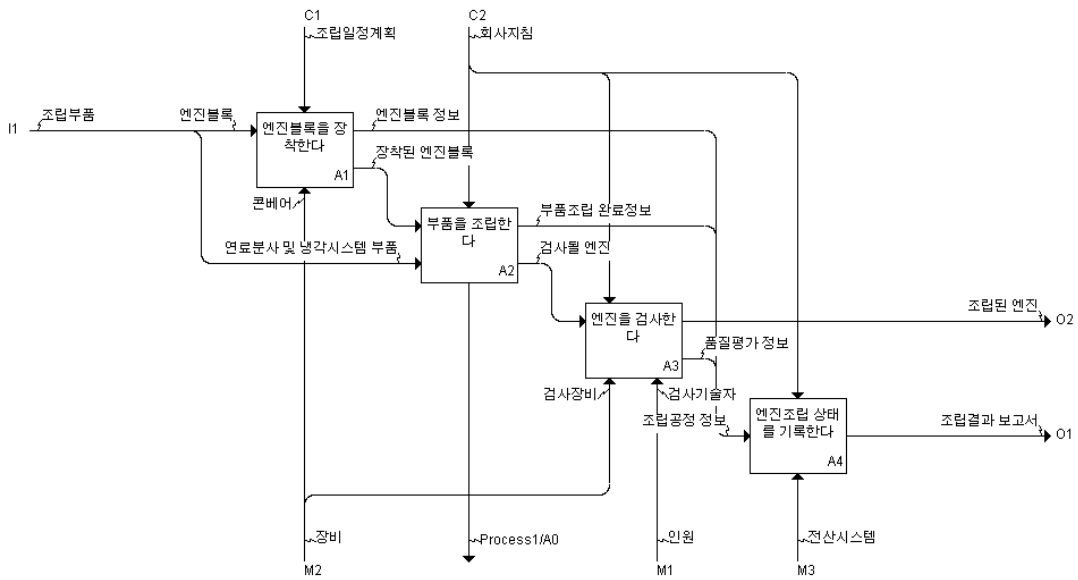 C1
C2
조립일정계획
회사지침
조립부품
엔진블록
엔진블록 정보
I1
엔진블록을 장
착한다
장착된 엔진블록
A1
콘베어
부품을 조립한
다
부품조립 완료정보
연료분사 및 냉각시스템 부품
검사될 엔진
A2
조립된 엔진
엔진을 검사한
다
O2
품질평가 정보
A3
검사장비
검사기술자
조립공정 정보
엔진조립 상태
를 기록한다
조립결과 보고서
O1
A4
장비
Process1/A0
인원
전산시스템
M2
M1
M3